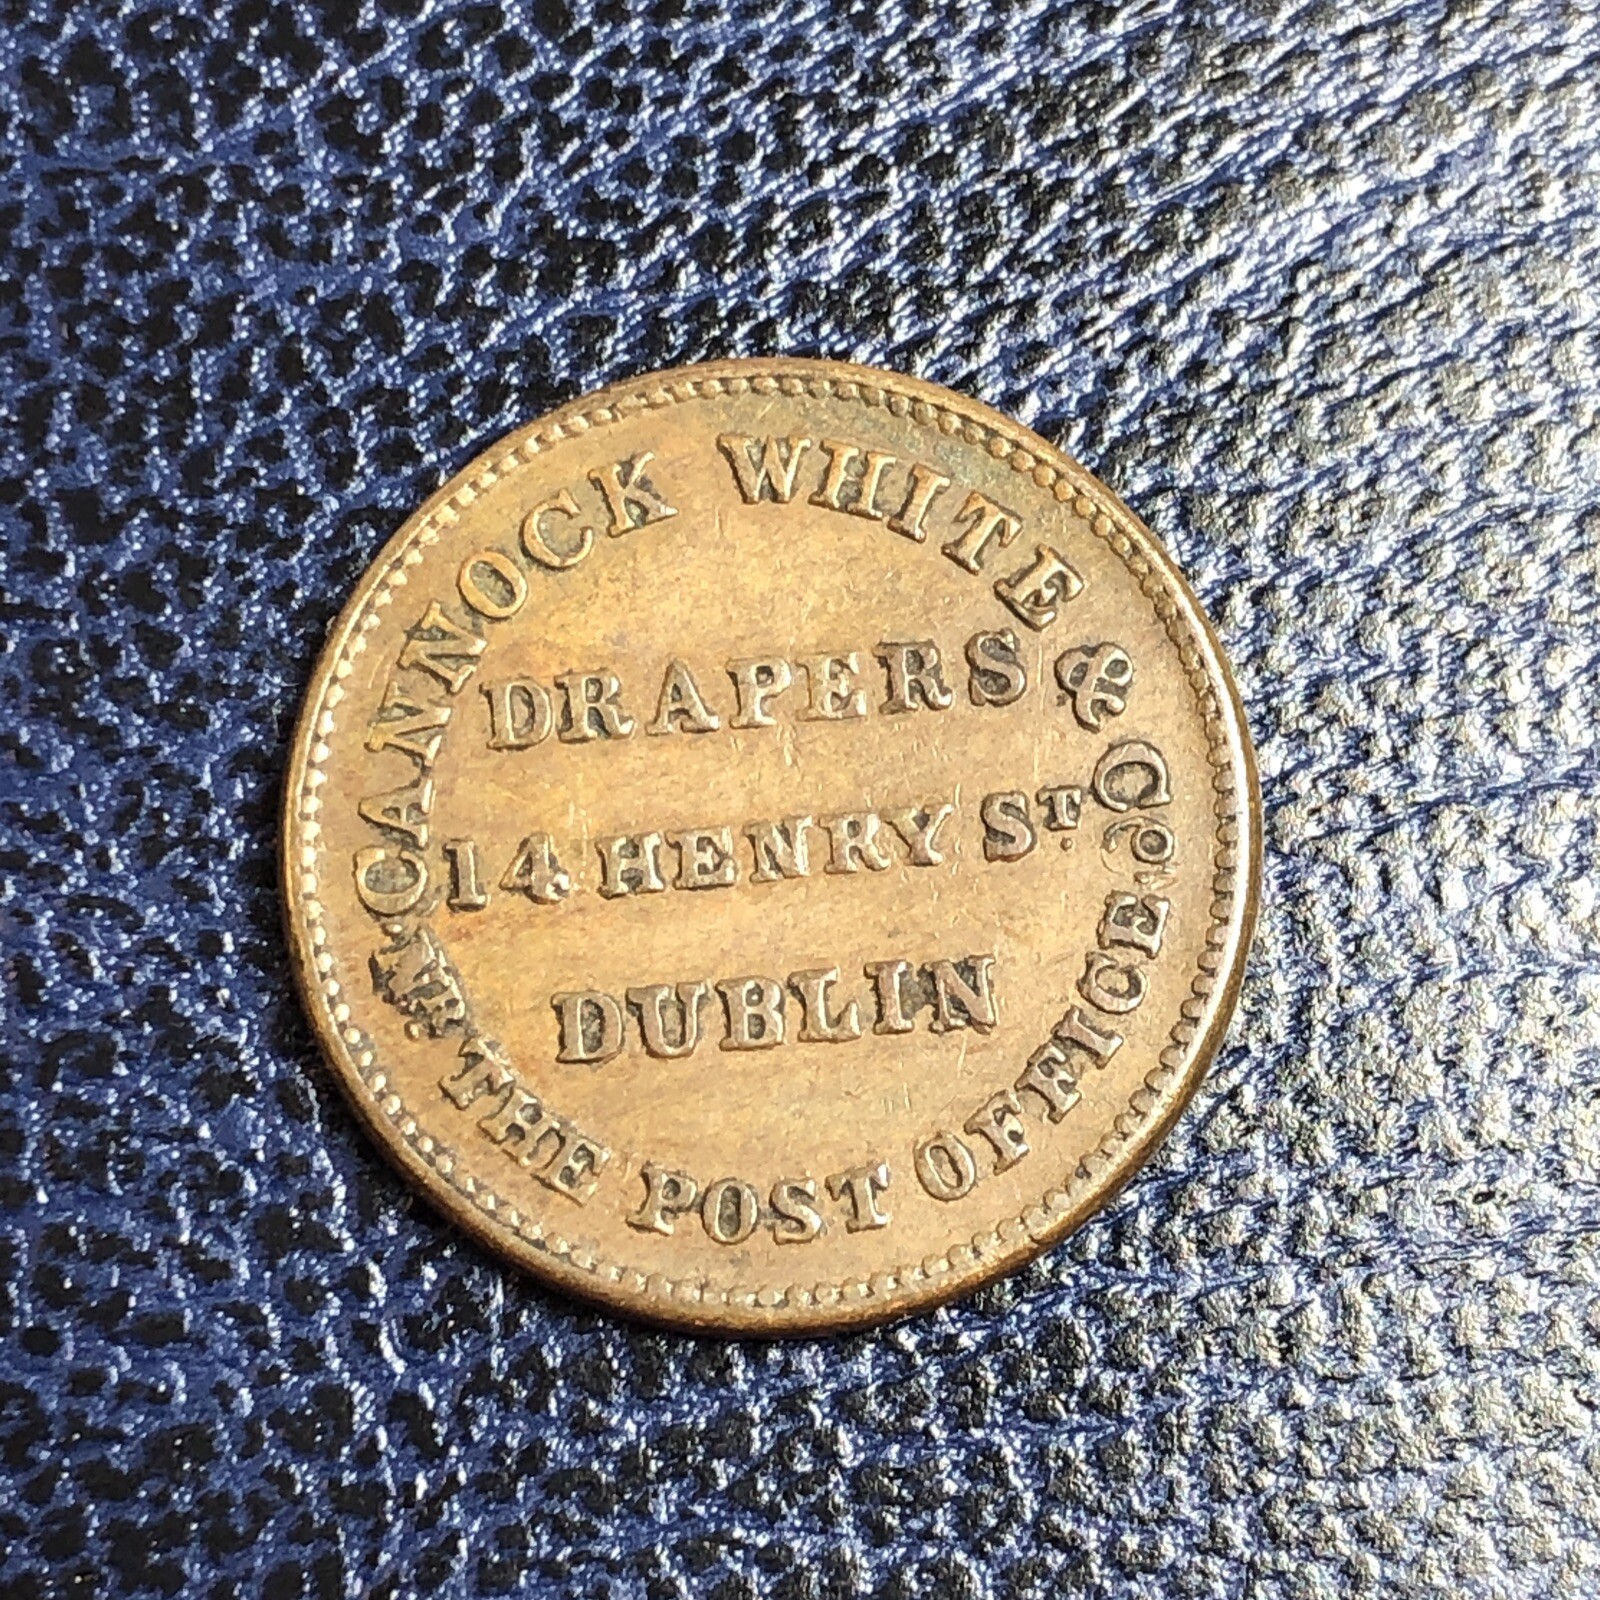 CANNOCK WHITE & Co.
DRAPERS
14 HENRY ST.
DUBLIN
NR. THE POST OFFICE